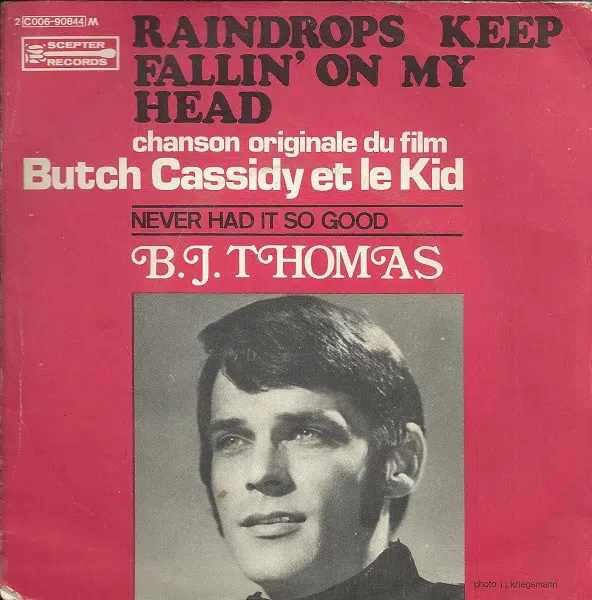 2 C006-90844 M
SCEPTER
RECORDS
RAINDROPS KEEP
FALLIN' ON MY
HEAD
chanson originale du film
Butch Cassidy et le Kid
NEVER HAD IT SO GOOD
B.J. THOMAS
photo j.j. kriegsmann